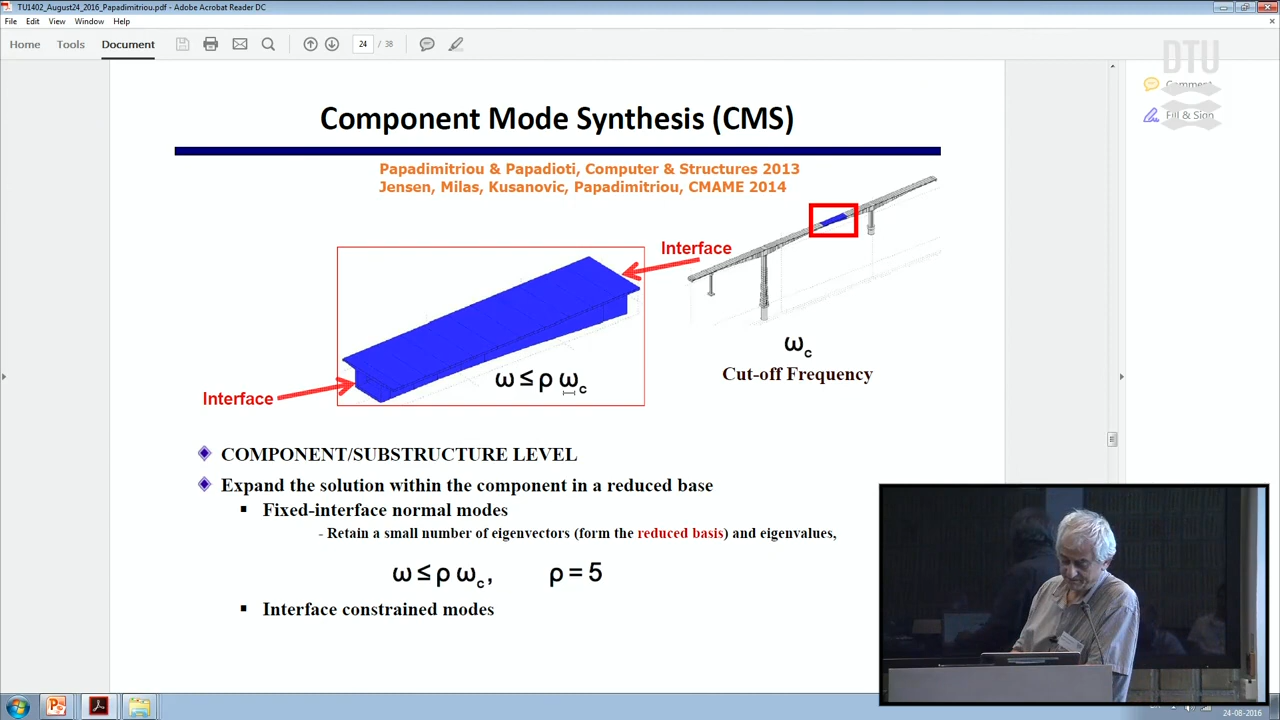 TU1402_August24_2016_Papadimitriou.pdf - Adobe Acrobat Reader DC
File Edit View Window Help
Home Tools Document 24 / 38
DTU
Comment
Fill & Sign
Component Mode Synthesis (CMS)
Papadimitriou & Papadioti, Computer & Structures 2013
Jensen, Milas, Kusanovic, Papadimitriou, CMAME 2014
Interface
ω ≤ ρ ωc
Interface
ωc
Cut-off Frequency
COMPONENT/SUBSTRUCTURE LEVEL
Expand the solution within the component in a reduced base
Fixed-interface normal modes
- Retain a small number of eigenvectors (form the reduced basis) and eigenvalues,
ω ≤ ρ ωc, ρ = 5
Interface constrained modes
24-08-2016